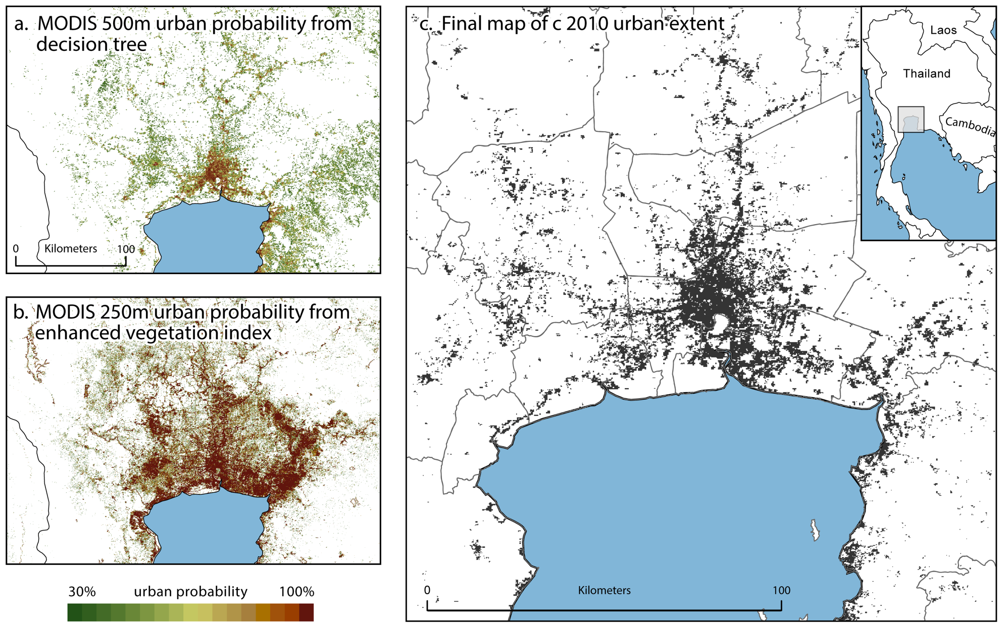 a. MODIS 500m urban probability from
decision tree
0 Kilometers 100
b. MODIS 250m urban probability from
enhanced vegetation index
30% urban probability 100%
c. Final map of c 2010 urban extent
Laos
Thailand
Cambodia
0 Kilometers 100